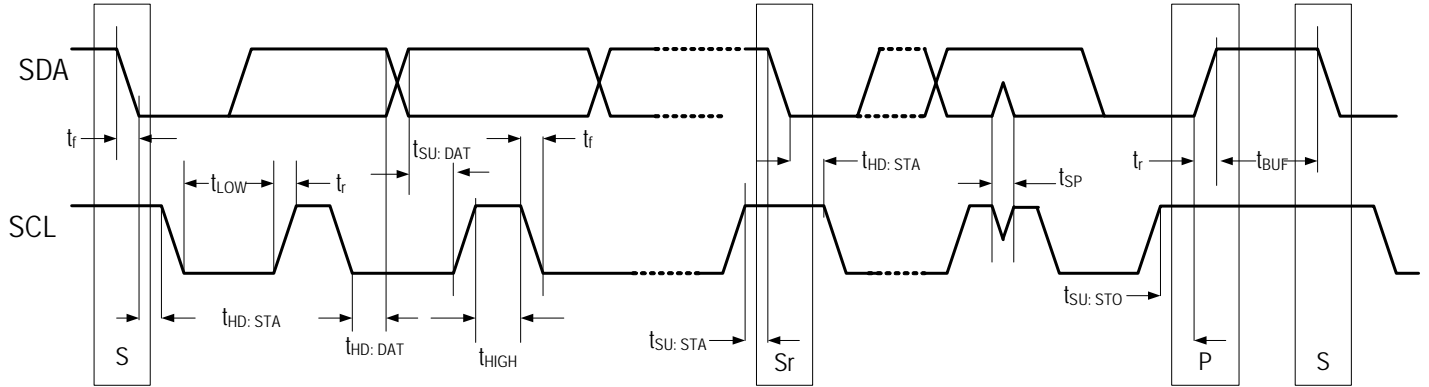 SDA
tf
tSU: DAT
tf
tHD: STA
tr
tBUF
tLOW
tr
tSP
SCL
tSU: STO
tHD: STA
tHD: DAT
tHIGH
tSU: STA
S
Sr
P
S